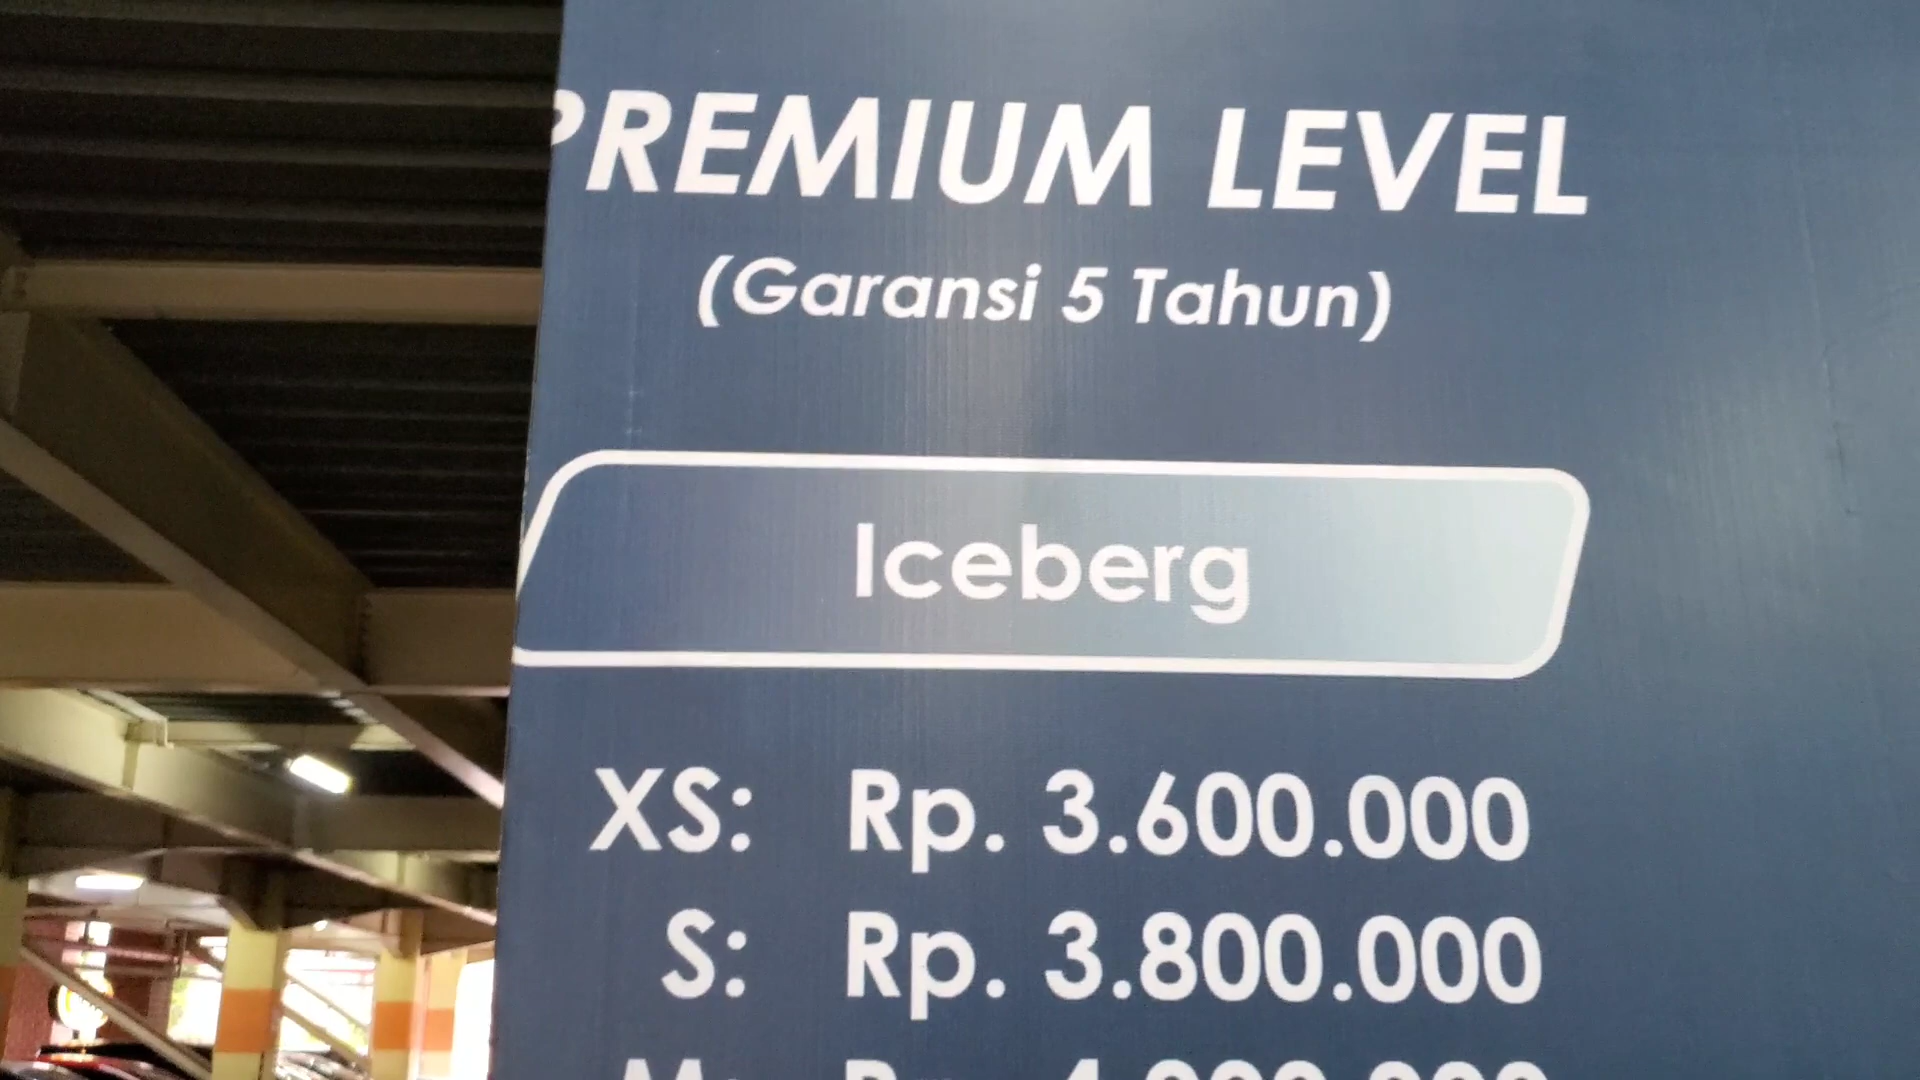 PREMIUM LEVEL
(Garansi 5 Tahun)
Iceberg
XS: Rp. 3.600.000
S: Rp. 3.800.000